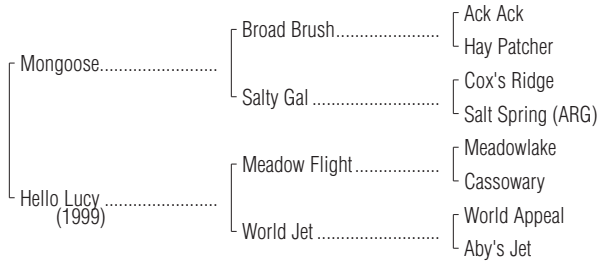 Ack Ack
Broad Brush
Hay Patcher
Mongoose
Cox's Ridge
Salty Gal
Salt Spring (ARG)
Meadowlake
Meadow Flight
Cassowary
Hello Lucy
(1999)
World Appeal
World Jet
Aby's Jet